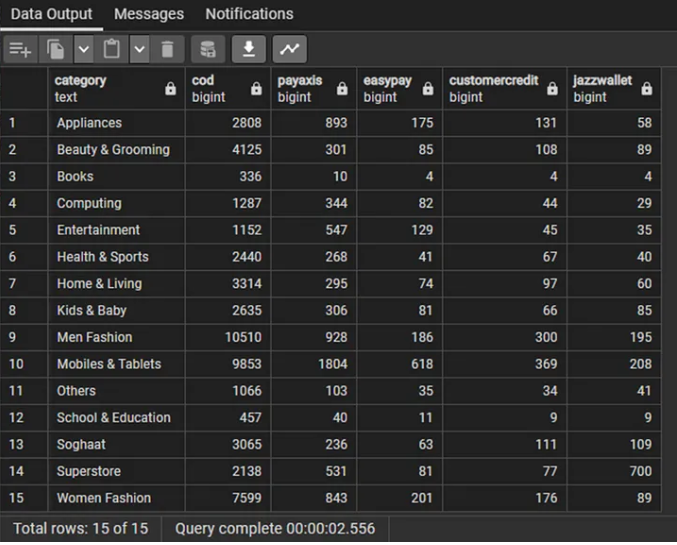 Data Output Messages Notifications
category cod payaxis easypay customercredit jazzwallet
text bigint bigint bigint bigint bigint
1 Appliances 2808 893 175 131 58
2 Beauty & Grooming 4125 301 85 108 89
3 Books 336 10 4 4 4
4 Computing 1287 344 82 44 29
5 Entertainment 1152 547 129 45 35
6 Health & Sports 2440 268 41 67 40
7 Home & Living 3314 295 74 97 60
8 Kids & Baby 2635 306 81 66 85
9 Men Fashion 10510 928 186 300 195
10 Mobiles & Tablets 9853 1804 618 369 208
11 Others 1066 103 35 34 41
12 School & Education 457 40 11 9 9
13 Soghaat 3065 236 63 111 109
14 Superstore 2138 531 81 77 700
15 Women Fashion 7599 843 201 176 89
Total rows: 15 of 15 Query complete 00:00:02.556